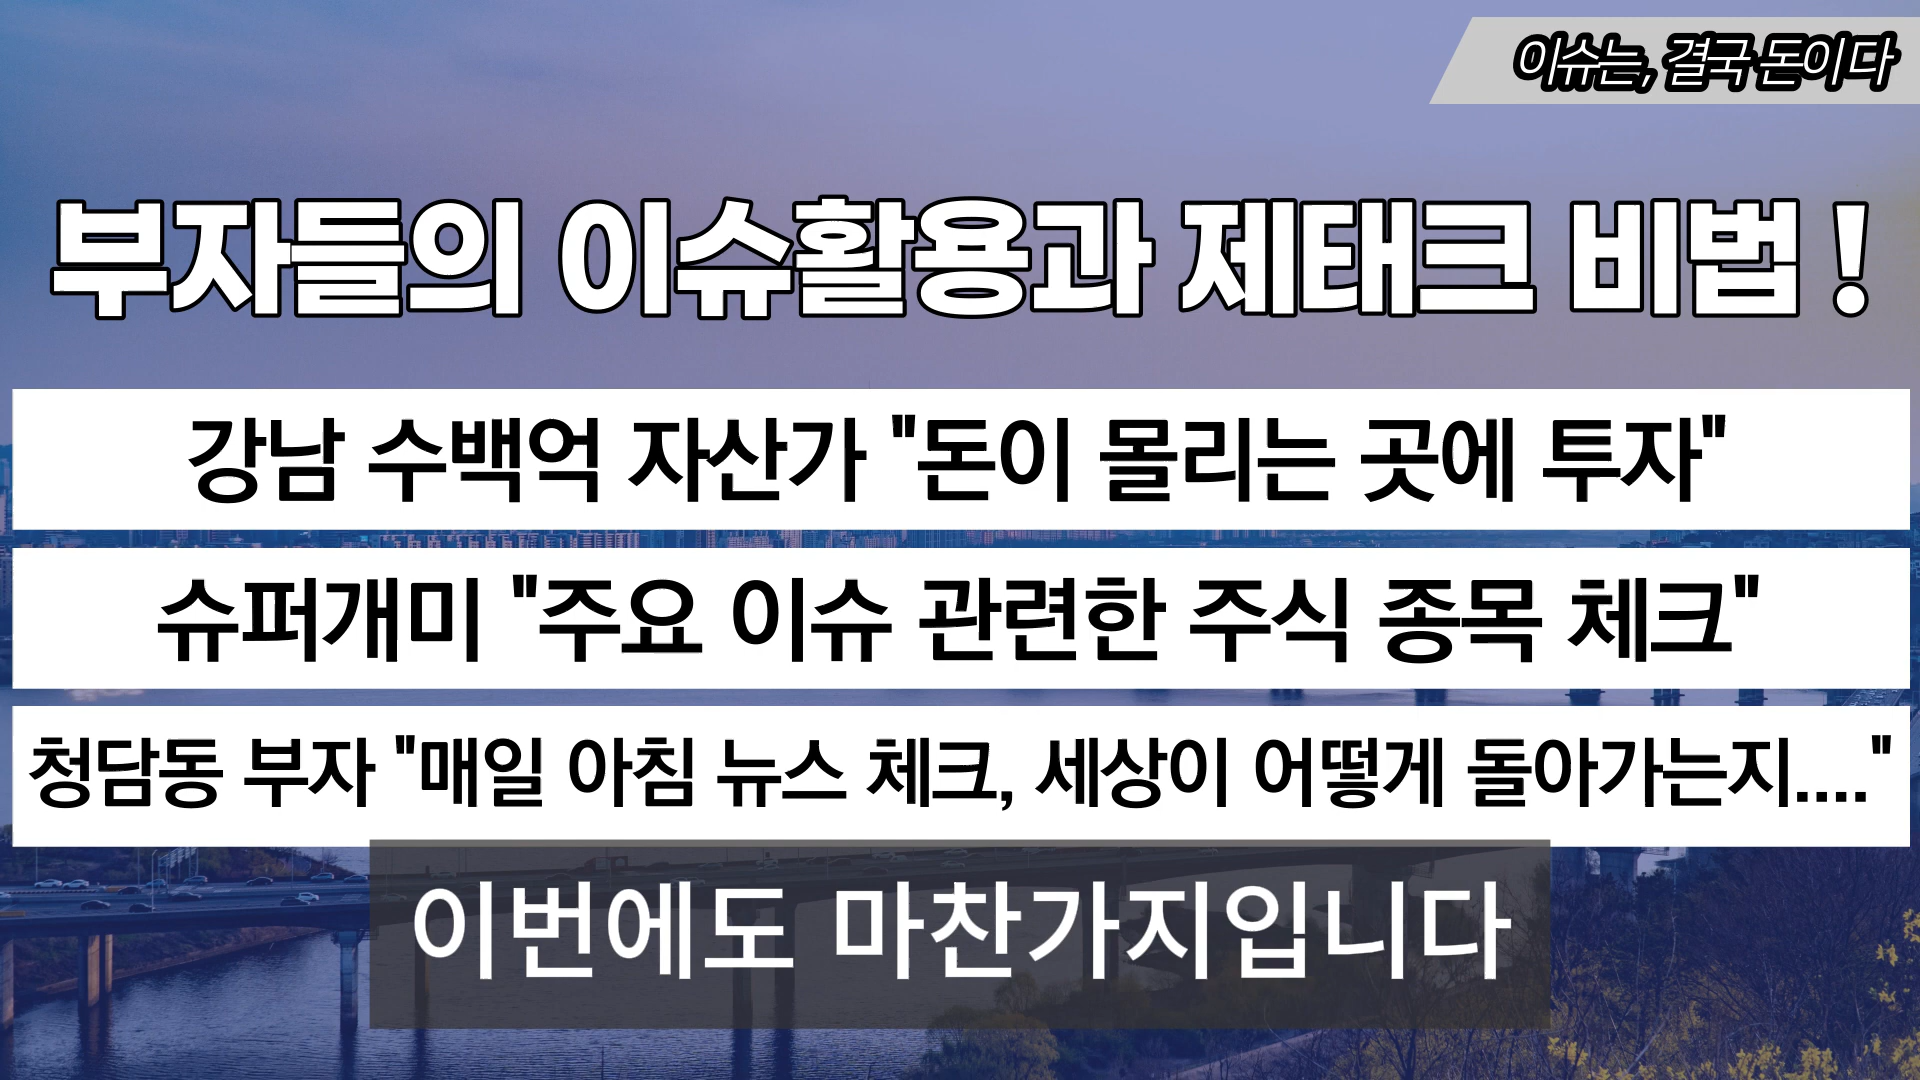 이슈는, 결국 돈이다
부자들의 이슈활용과 제태크 비법 !
강남 수백억 자산가 "돈이 몰리는 곳에 투자"
슈퍼개미 "주요 이슈 관련한 주식 종목 체크"
청담동 부자 "매일 아침 뉴스 체크, 세상이 어떻게 돌아가는지...."
이번에도 마찬가지입니다